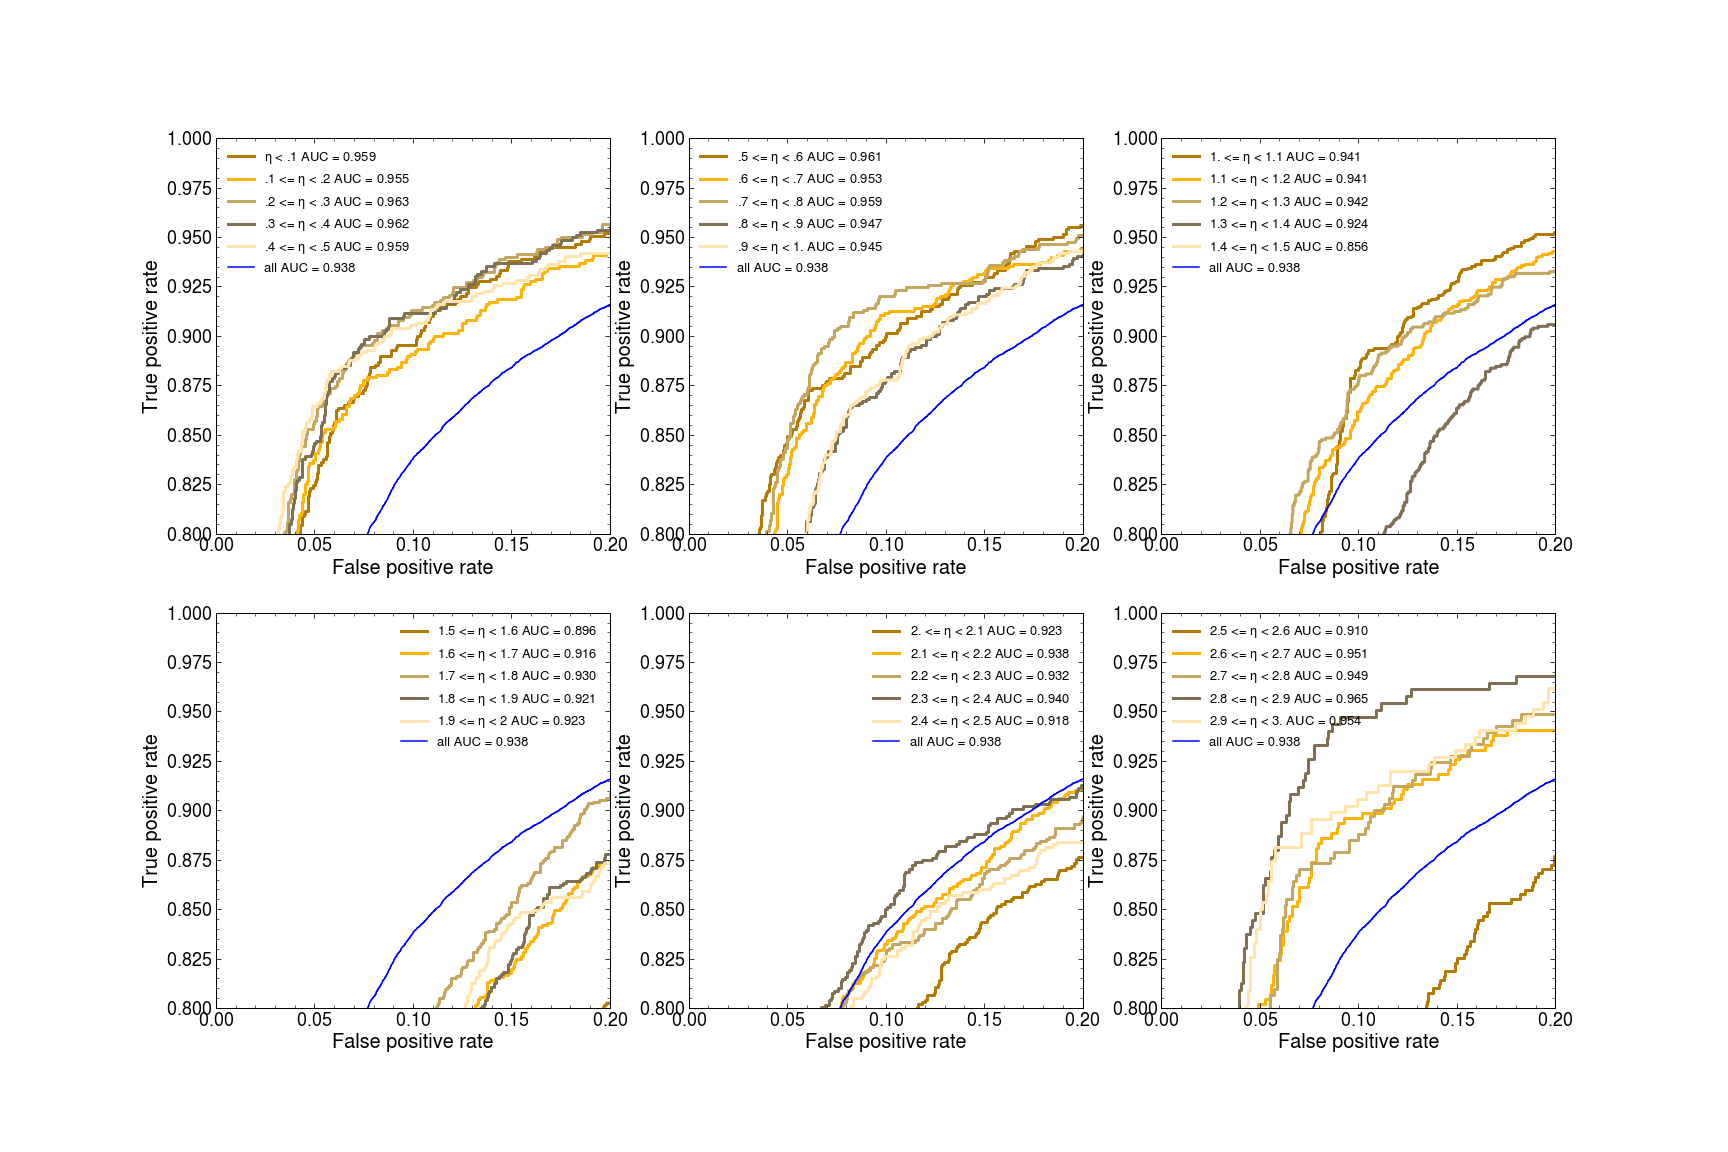 1.000
0.975
0.950
0.925
0.900
0.875
0.850
0.825
0.800
True positive rate
η < .1 AUC = 0.959
.1 <= η < .2 AUC = 0.955
.2 <= η < .3 AUC = 0.963
.3 <= η < .4 AUC = 0.962
.4 <= η < .5 AUC = 0.959
all AUC = 0.938
0.00 0.05 0.10 0.15 0.20
False positive rate
1.000
0.975
0.950
0.925
0.900
0.875
0.850
0.825
0.800
True positive rate
.5 <= η < .6 AUC = 0.961
.6 <= η < .7 AUC = 0.953
.7 <= η < .8 AUC = 0.959
.8 <= η < .9 AUC = 0.947
.9 <= η < 1. AUC = 0.945
all AUC = 0.938
0.00 0.05 0.10 0.15 0.20
False positive rate
1.000
0.975
0.950
0.925
0.900
0.875
0.850
0.825
0.800
True positive rate
1. <= η < 1.1 AUC = 0.941
1.1 <= η < 1.2 AUC = 0.941
1.2 <= η < 1.3 AUC = 0.942
1.3 <= η < 1.4 AUC = 0.924
1.4 <= η < 1.5 AUC = 0.856
all AUC = 0.938
0.00 0.05 0.10 0.15 0.20
False positive rate
1.000
0.975
0.950
0.925
0.900
0.875
0.850
0.825
0.800
True positive rate
1.5 <= η < 1.6 AUC = 0.896
1.6 <= η < 1.7 AUC = 0.916
1.7 <= η < 1.8 AUC = 0.930
1.8 <= η < 1.9 AUC = 0.921
1.9 <= η < 2 AUC = 0.923
all AUC = 0.938
0.00 0.05 0.10 0.15 0.20
False positive rate
1.000
0.975
0.950
0.925
0.900
0.875
0.850
0.825
0.800
True positive rate
2. <= η < 2.1 AUC = 0.923
2.1 <= η < 2.2 AUC = 0.938
2.2 <= η < 2.3 AUC = 0.932
2.3 <= η < 2.4 AUC = 0.940
2.4 <= η < 2.5 AUC = 0.918
all AUC = 0.938
0.00 0.05 0.10 0.15 0.20
False positive rate
1.000
0.975
0.950
0.925
0.900
0.875
0.850
0.825
0.800
True positive rate
2.5 <= η < 2.6 AUC = 0.910
2.6 <= η < 2.7 AUC = 0.951
2.7 <= η < 2.8 AUC = 0.949
2.8 <= η < 2.9 AUC = 0.965
2.9 <= η < 3. AUC = 0.954
all AUC = 0.938
0.00 0.05 0.10 0.15 0.20
False positive rate